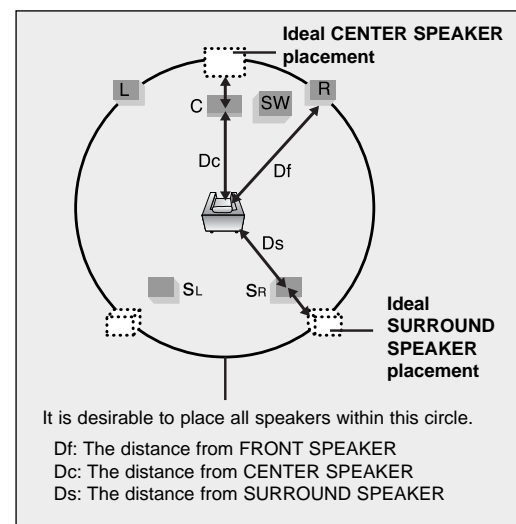 Ideal CENTER SPEAKER
placement
L
R
C
SW
Dc
Df
Ds
SL
SR
Ideal
SURROUND
SPEAKER
placement
It is desirable to place all speakers within this circle.
Df: The distance from FRONT SPEAKER
Dc: The distance from CENTER SPEAKER
Ds: The distance from SURROUND SPEAKER